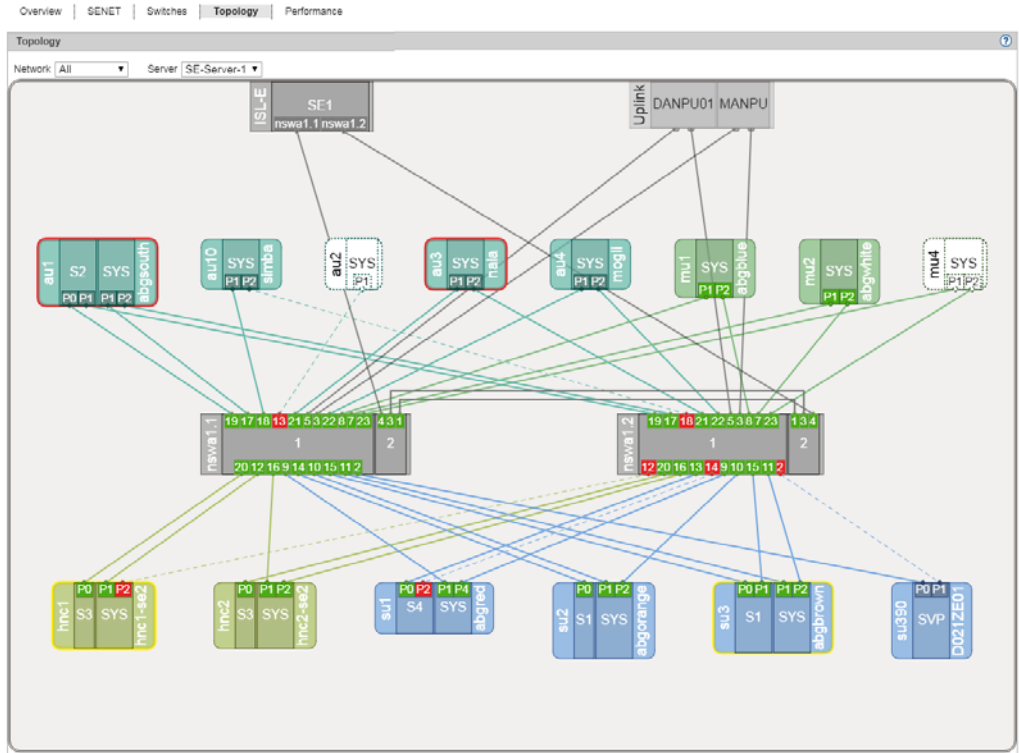 Overview SENET Switches Topology Performance
Topology
Network All Server SE-Server-1
ISL-E SE1 Uplink DANPU01 MANPU
nswa1.1 nswa1.2
au1 S2 SYS abgsouth au10 SYS simba au2 SYS au3 SYS hala au4 SYS mogli mu1 SYS abgblue mu2 SYS abgwhite mu4 SYS
P0 P1 P1 P2 P1 P2 P1 P1 P2 P1 P2 P1 P2 P1 P2 P1 P2
nswa1.1 19 17 18 13 21 5 3 22 8 7 23 4 3 1 nswa1.2 19 17 18 21 22 5 3 8 7 23 1 3 4
1 2 1 2
20 12 16 9 14 10 15 11 2 12 20 16 13 14 9 10 15 11 2
P0 P1 P2 P0 P1 P2 P0 P2 P1 P4 P0 P1 P2 P0 P1 P1 P2 P0 P1
hnc1 S3 SYS hnc1-se2 hnc2 S3 SYS hnc2-se2 su1 S4 SYS abgred su2 S1 SYS abgorange su3 S1 SYS abgbrown su390 SVP D021ZE01